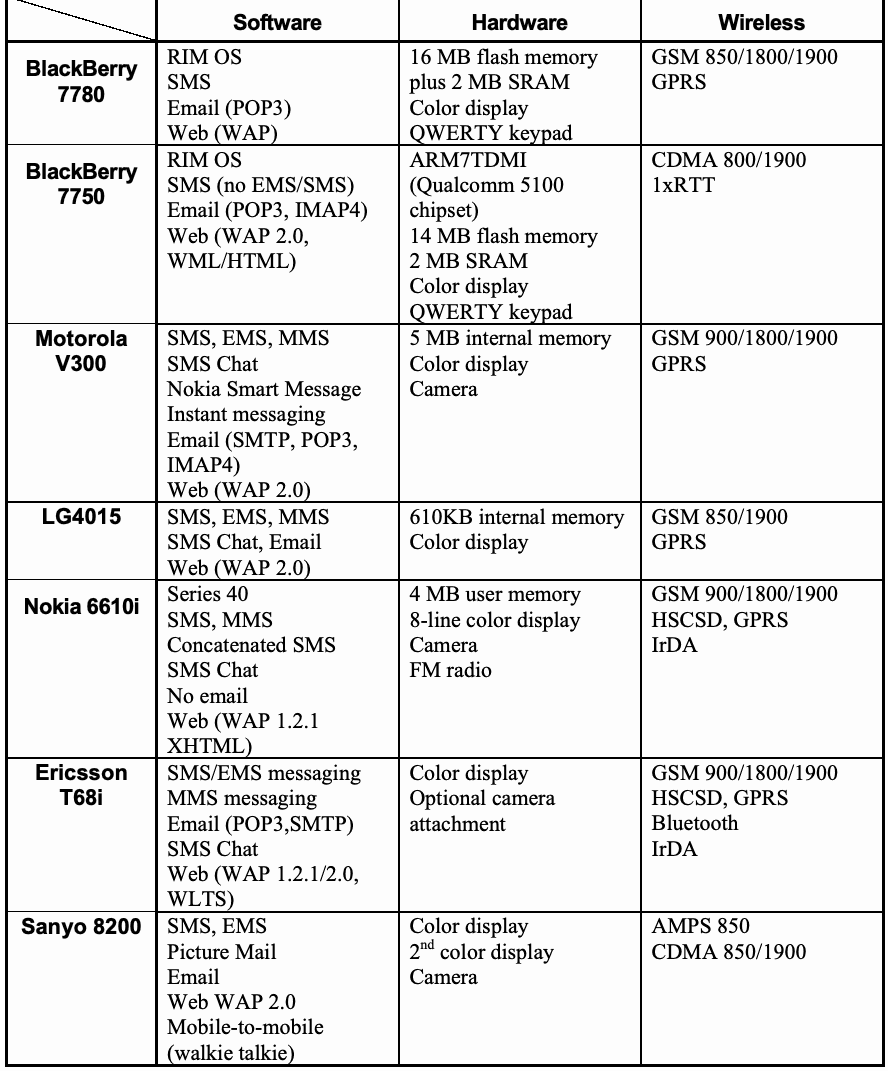 Software Hardware Wireless
BlackBerry
7780
RIM OS
SMS
Email (POP3)
Web (WAP)
16 MB flash memory
plus 2 MB SRAM
Color display
QWERTY keypad
GSM 850/1800/1900
GPRS
BlackBerry
7750
RIM OS
SMS (no EMS/SMS)
Email (POP3, IMAP4)
Web (WAP 2.0,
WML/HTML)
ARM7TDMI
(Qualcomm 5100
chipset)
14 MB flash memory
2 MB SRAM
Color display
QWERTY keypad
CDMA 800/1900
1xRTT
Motorola
V300
SMS, EMS, MMS
SMS Chat
Nokia Smart Message
Instant messaging
Email (SMTP, POP3,
IMAP4)
Web (WAP 2.0)
5 MB internal memory
Color display
Camera
GSM 900/1800/1900
GPRS
LG4015
SMS, EMS, MMS
SMS Chat, Email
Web (WAP 2.0)
610KB internal memory
Color display
GSM 850/1900
GPRS
Nokia 6610i
Series 40
SMS, MMS
Concatenated SMS
SMS Chat
No email
Web (WAP 1.2.1
XHTML)
4 MB user memory
8-line color display
Camera
FM radio
GSM 900/1800/1900
HSCSD, GPRS
IrDA
Ericsson
T68i
SMS/EMS messaging
MMS messaging
Email (POP3,SMTP)
SMS Chat
Web (WAP 1.2.1/2.0,
WLTS)
Color display
Optional camera
attachment
GSM 900/1800/1900
HSCSD, GPRS
Bluetooth
IrDA
Sanyo 8200
SMS, EMS
Picture Mail
Email
Web WAP 2.0
Mobile-to-mobile
(walkie talkie)
Color display
2nd color display
Camera
AMPS 850
CDMA 850/1900